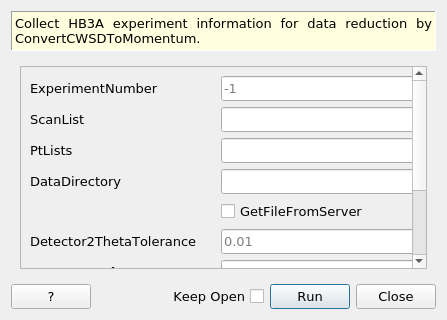 Collect HB3A experiment information for data reduction by
ConvertCWSDToMomentum.
ExperimentNumber -1
ScanList
PtLists
DataDirectory
GetFileFromServer
Detector2ThetaTolerance 0.01
? Keep Open Run Close